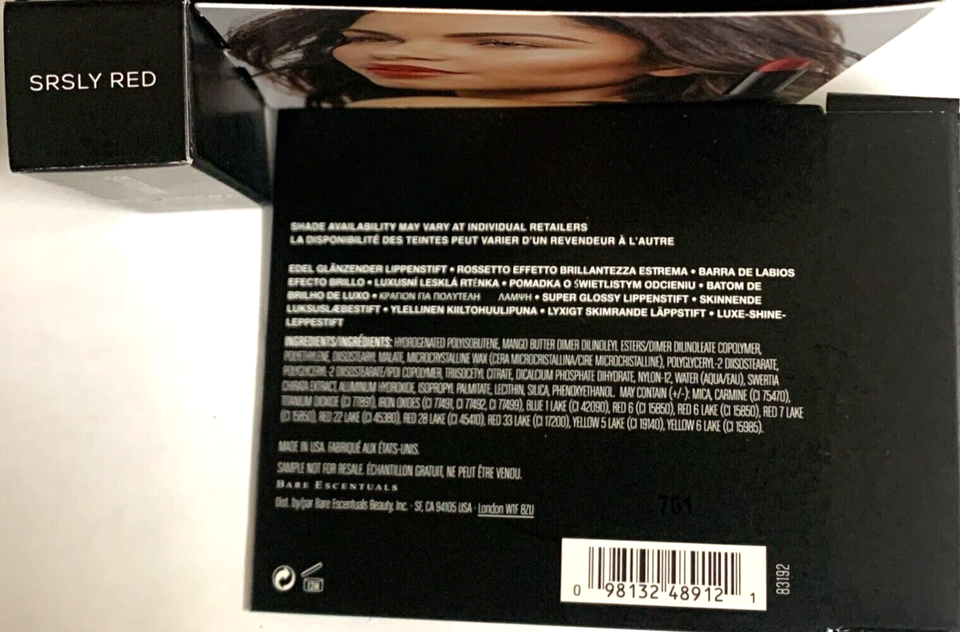 SRSLY RED
SHADE AVAILABILITY MAY VARY AT INDIVIDUAL RETAILERS
LA DISPONIBILITÉ DES TEINTES PEUT VARIER D'UN REVENDEUR À L'AUTRE
EDEL GLÄNZENDER LIPPENSTIFT • ROSSETTO EFFETTO BRILLANTEZZA ESTREMA • BARRA DE LABIOS
EFECTO BRILLO • LUXUSNÍ LESKLÁ RTĚNKA • POMADKA O ŚWIETLISTYM ODCIENIU • BATOM DE
BRILHO DE LUXO • ΚΡΑΓΙΟΝ ΓΙΑ ΠΟΛΥΤΕΛΗ ΛΑΜΨΗ • SUPER GLOSSY LIPPENSTIFT • SKINNENDE
LUKSUSLÆBESTIFT • YLELLINEN KIILTOHUULIPUNA • LYXIGT SKIMRANDE LÄPPSTIFT • LUXE-SHINE-
LEPPESTIFT
INGREDIENTS/INGRÉDIENTS: HYDROGENATED POLYISOBUTENE, MANGO BUTTER DIMER DILINOLEYL ESTERS/DIMER DILINOLEATE COPOLYMER,
POLYETHYLENE, DIISOSTEARYL MALATE, MICROCRYSTALLINE WAX (CERA MICROCRISTALLINA/CIRE MICROCRISTALLINE), POLYGLYCERYL-2 DIISOSTEARATE,
POLYGLYCERYL-2 DIISOSTEARATE/IPDI COPOLYMER, TRIISOCETYL CITRATE, DICALCIUM PHOSPHATE DIHYDRATE, NYLON-12, WATER (AQUA/EAU), SWERTIA
CHIRATA EXTRACT, ALUMINUM HYDROXIDE, ISOPROPYL PALMITATE, LECITHIN, SILICA, PHENOXYETHANOL. MAY CONTAIN (+/-): MICA, CARMINE (CI 75470),
TITANIUM DIOXIDE (CI 77891), IRON OXIDES (CI 77491, CI 77492, CI 77499), BLUE 1 LAKE (CI 42090), RED 6 (CI 15850), RED 6 LAKE (CI 15850), RED 7 LAKE
(CI 15850), RED 22 LAKE (CI 45380), RED 28 LAKE (CI 45410), RED 33 LAKE (CI 17200), YELLOW 5 LAKE (CI 19140), YELLOW 6 LAKE (CI 15985).
MADE IN USA. FABRIQUÉ AUX ÉTATS-UNIS.
SAMPLE NOT FOR RESALE. ÉCHANTILLON GRATUIT, NE PEUT ÊTRE VENDU.
BARE ESCENTUALS
Dist. by/par Bare Escentuals Beauty, Inc. · SF, CA 94105 USA · London W1F 8ZU
761
12M
0 98132 48912 1
83192